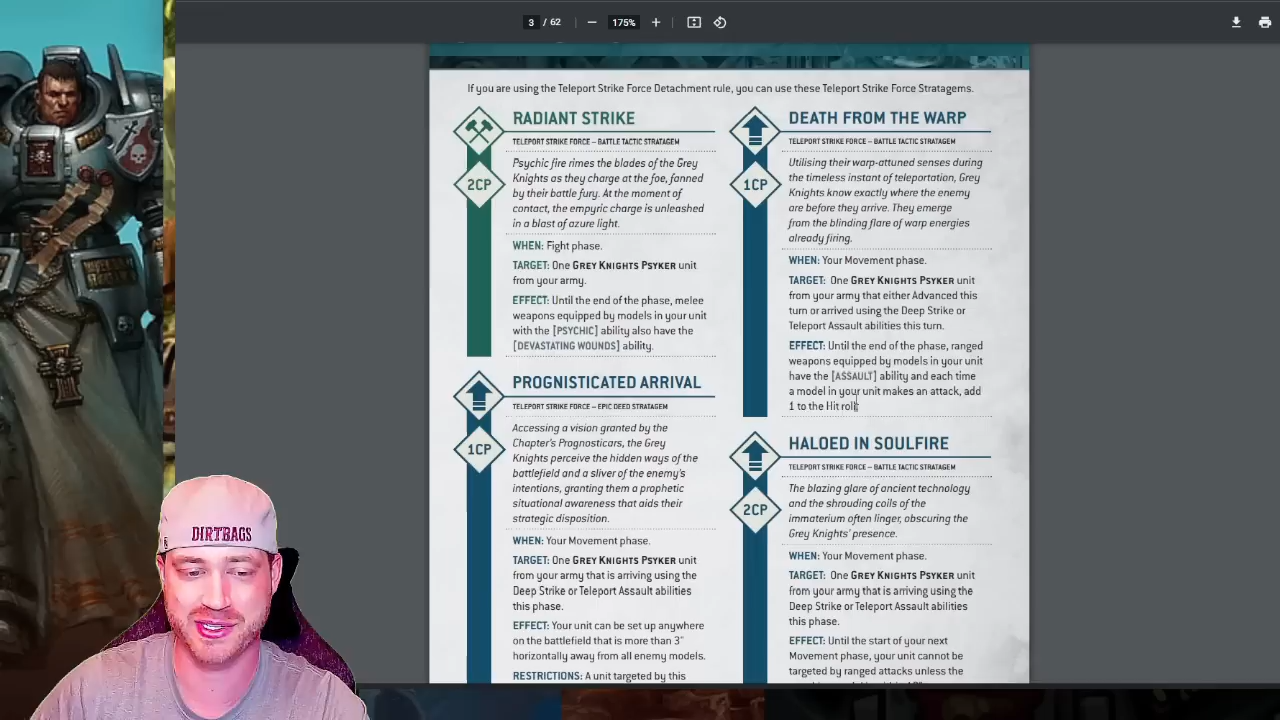 3 / 62
175%
If you are using the Teleport Strike Force Detachment rule, you can use these Teleport Strike Force Stratagems.
RADIANT STRIKE
TELEPORT STRIKE FORCE – BATTLE TACTIC STRATAGEM
2CP
Psychic fire rimes the blades of the Grey
Knights as they charge at the foe, fanned
by their battle fury. At the moment of
contact, the empyric charge is unleashed
in a blast of azure light.
WHEN: Fight phase.
TARGET: One GREY KNIGHTS PSYKER unit
from your army.
EFFECT: Until the end of the phase, melee
weapons equipped by models in your unit
with the [PSYCHIC] ability also have the
[DEVASTATING WOUNDS] ability.
PROGNISTICATED ARRIVAL
TELEPORT STRIKE FORCE – EPIC DEED STRATAGEM
1CP
Accessing a vision granted by the
Chapter's Prognosticars, the Grey
Knights perceive the hidden ways of the
battlefield and a sliver of the enemy's
intentions, granting them a prophetic
situational awareness that aids their
strategic disposition.
WHEN: Your Movement phase.
TARGET: One GREY KNIGHTS PSYKER unit
from your army that is arriving using the
Deep Strike or Teleport Assault abilities
this phase.
EFFECT: Your unit can be set up anywhere
on the battlefield that is more than 3"
horizontally away from all enemy models.
RESTRICTIONS: A unit targeted by this
DEATH FROM THE WARP
TELEPORT STRIKE FORCE – BATTLE TACTIC STRATAGEM
1CP
Utilising their warp-attuned senses during
the timeless instant of teleportation, Grey
Knights know exactly where the enemy
are before they arrive. They emerge
from the blinding flare of warp energies
already firing.
WHEN: Your Movement phase.
TARGET: One GREY KNIGHTS PSYKER unit
from your army that either Advanced this
turn or arrived using the Deep Strike or
Teleport Assault abilities this turn.
EFFECT: Until the end of the phase, ranged
weapons equipped by models in your unit
have the [ASSAULT] ability and each time
a model in your unit makes an attack, add
1 to the Hit roll.
HALOED IN SOULFIRE
TELEPORT STRIKE FORCE – BATTLE TACTIC STRATAGEM
2CP
The blazing glare of ancient technology
and the shrouding coils of the
immaterium often linger, obscuring the
Grey Knights' presence.
WHEN: Your Movement phase.
TARGET: One GREY KNIGHTS PSYKER unit
from your army that is arriving using the
Deep Strike or Teleport Assault abilities
this phase.
EFFECT: Until the start of your next
Movement phase, your unit cannot be
targeted by ranged attacks unless the
DIRTBAGS